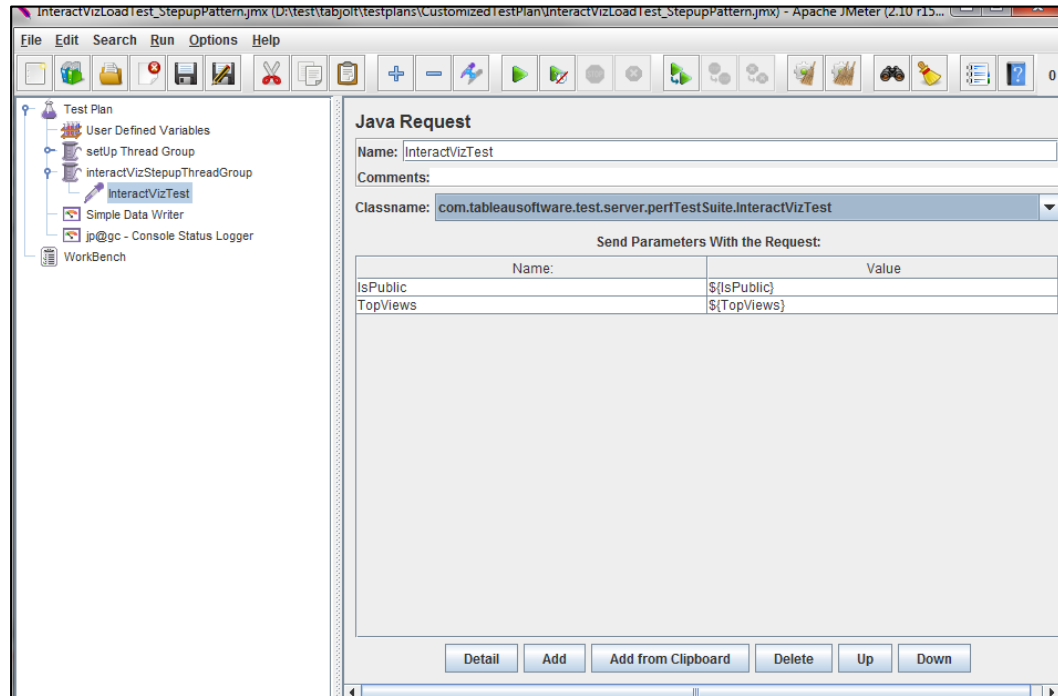 InteractVizLoadTest_StepupPattern.jmx (D:\test\tabjolt\testplans\CustomizedTestPlan\InteractVizLoadTest_StepupPattern.jmx) - Apache JMeter (2.10 r15...
File Edit Search Run Options Help
0
Test Plan
User Defined Variables
setUp Thread Group
interactVizStepupThreadGroup
InteractVizTest
Simple Data Writer
jp@gc - Console Status Logger
WorkBench
Java Request
Name: InteractVizTest
Comments:
Classname: com.tableausoftware.test.server.perfTestSuite.InteractVizTest
Send Parameters With the Request:
Name: Value
IsPublic ${IsPublic}
TopViews ${TopViews}
Detail Add Add from Clipboard Delete Up Down